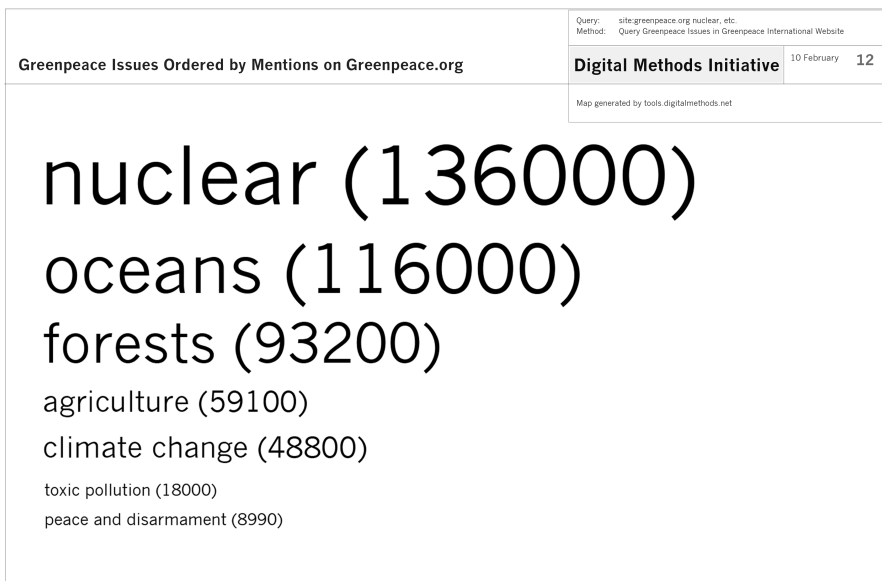 Query: site:greenpeace.org nuclear, etc.
Method: Query Greenpeace Issues in Greenpeace International Website
Greenpeace Issues Ordered by Mentions on Greenpeace.org
Digital Methods Initiative
10 February 12
Map generated by tools.digitalmethods.net
nuclear (136000)
oceans (116000)
forests (93200)
agriculture (59100)
climate change (48800)
toxic pollution (18000)
peace and disarmament (8990)